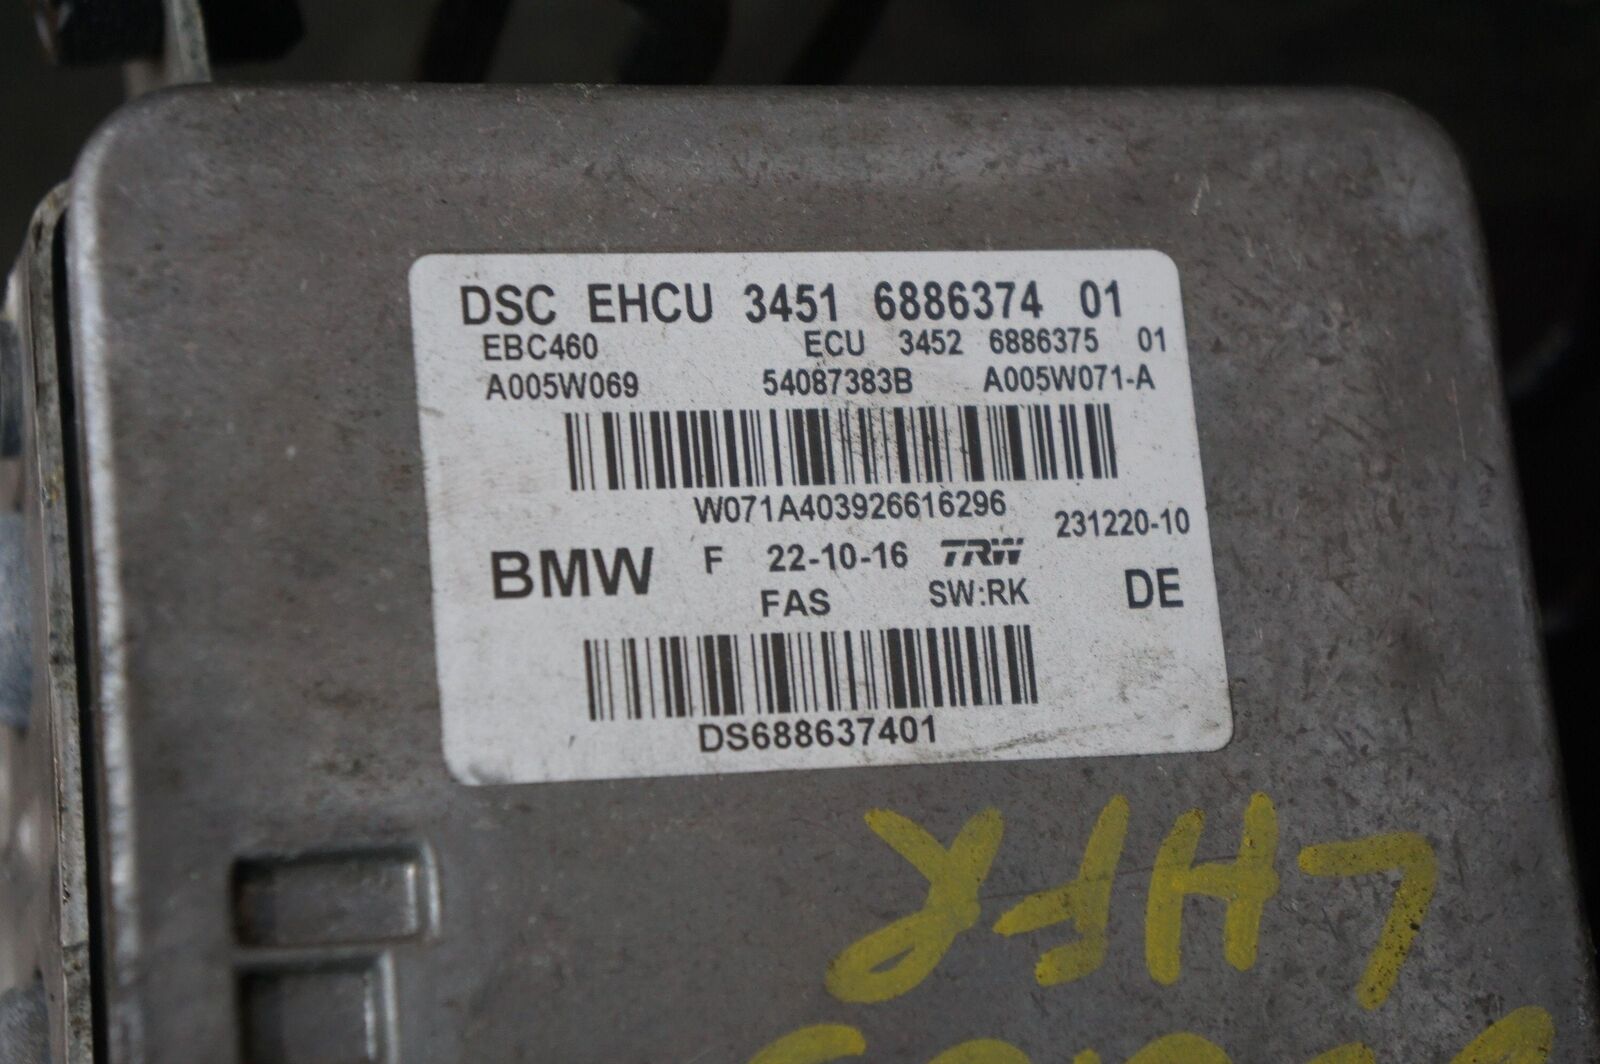 DSC EHCU 3451 6886374 01
EBC460 ECU 3452 6886375 01
A005W069 54087383B A005W071-A
W071A403926616296
231220-10
BMW F 22-10-16 TRW
FAS SW:RK DE
DS688637401
LHFR